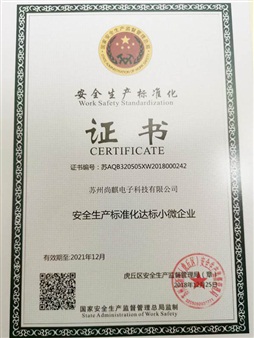 安全生产标准化
Work Safety Standardization
证书
CERTIFICATE
证书编号：苏AQB320505XW2018000242
苏州尚麒电子科技有限公司
安全生产标准化达标小微企业
有效期至:2021年12月
虎丘区安全生产监督管理局（章）
2018年12月25日
国家安全生产监督管理总局监制